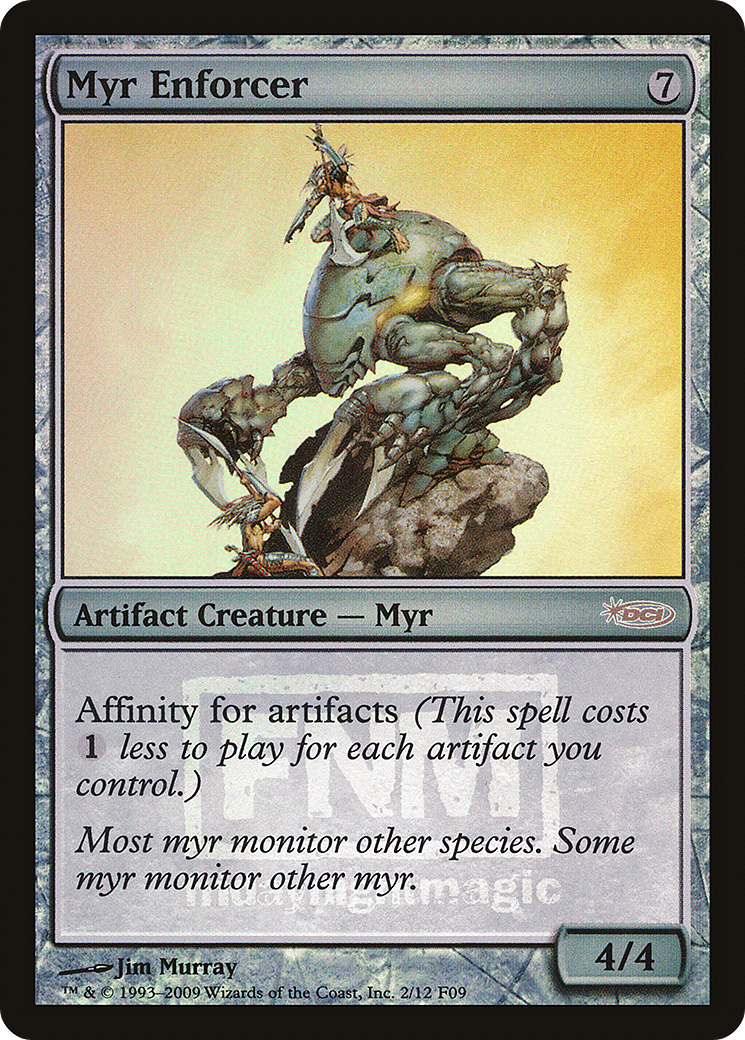 Myr Enforcer
7
Artifact Creature — Myr
DCI
Affinity for artifacts (This spell costs
1 less to play for each artifact you
control.)
FNM
Most myr monitor other species. Some
myr monitor other myr.
4/4
Jim Murray
™ & © 1993–2009 Wizards of the Coast, Inc. 2/12 F09